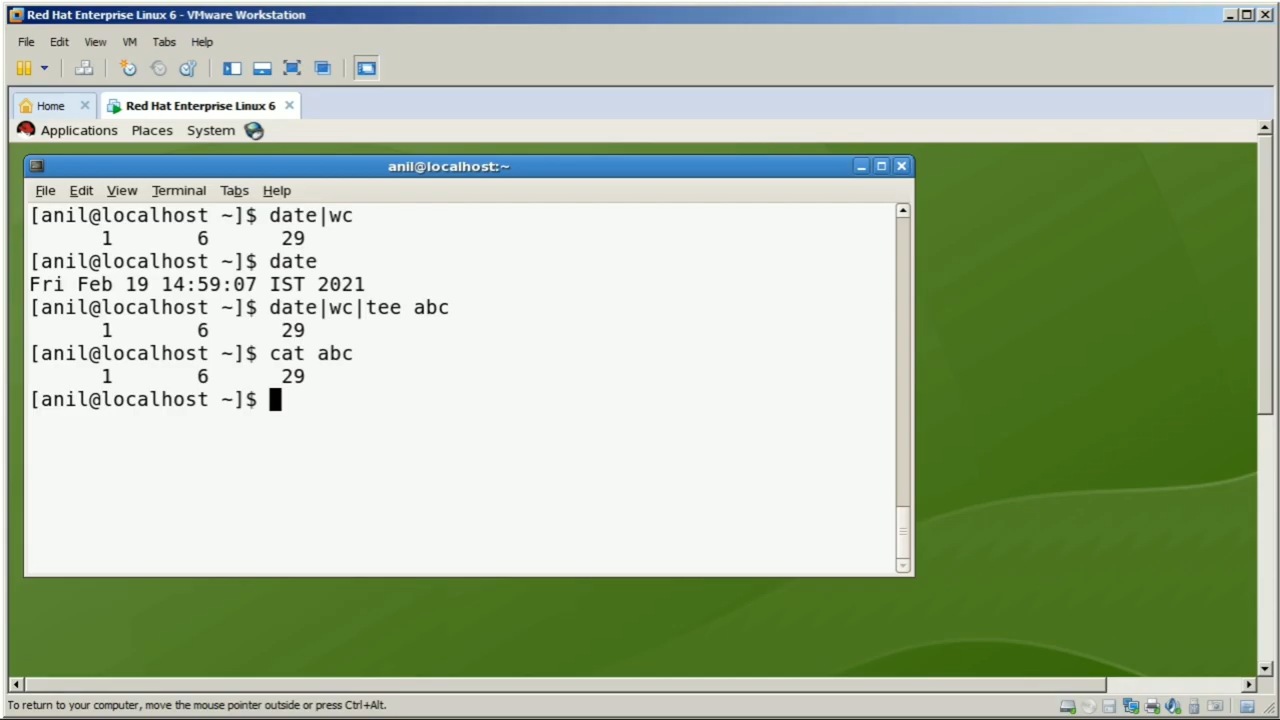 Red Hat Enterprise Linux 6 - VMware Workstation
File Edit View VM Tabs Help
Home Red Hat Enterprise Linux 6
Applications Places System
anil@localhost:~
File Edit View Terminal Tabs Help
[anil@localhost ~]$ date|wc
1 6 29
[anil@localhost ~]$ date
Fri Feb 19 14:59:07 IST 2021
[anil@localhost ~]$ date|wc|tee abc
1 6 29
[anil@localhost ~]$ cat abc
1 6 29
[anil@localhost ~]$
To return to your computer, move the mouse pointer outside or press Ctrl+Alt.